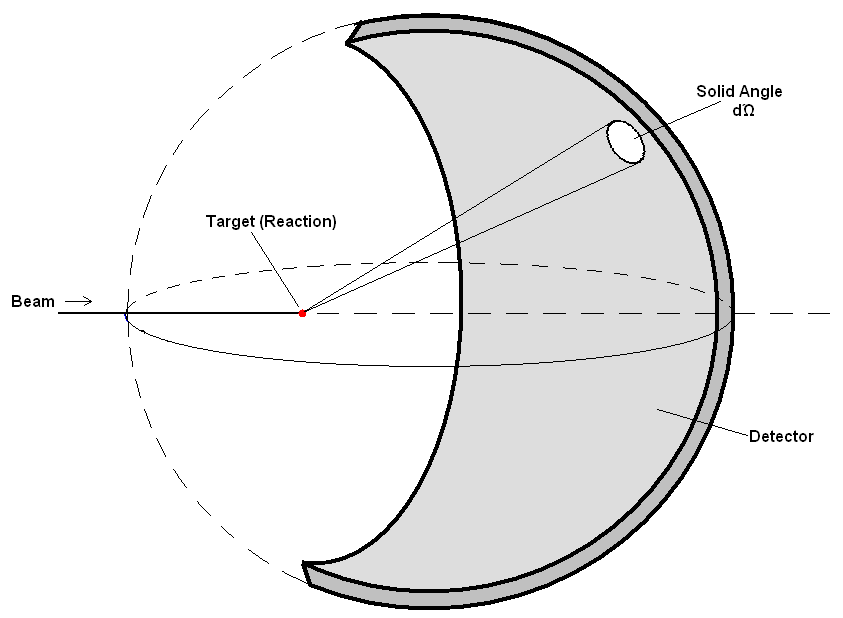 Solid Angle
dΩ
Target (Reaction)
Beam →
Detector